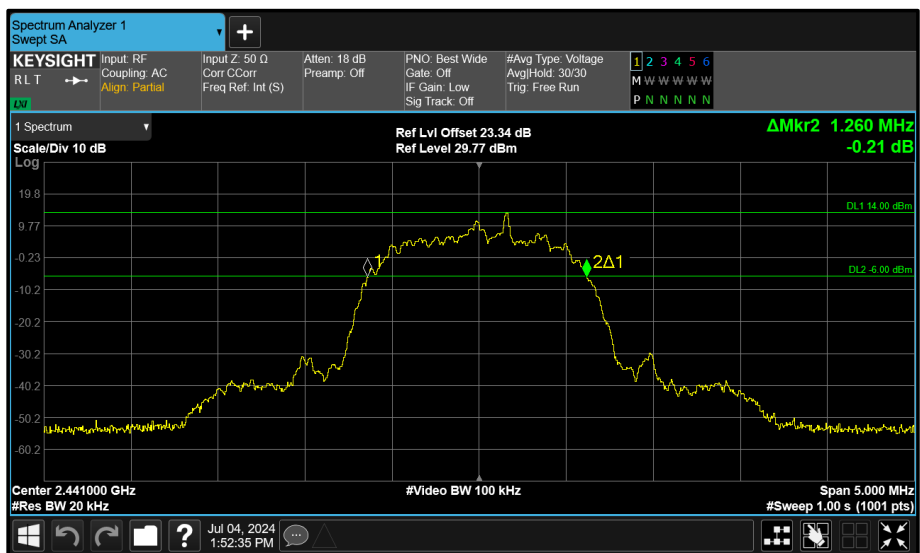 Spectrum Analyzer 1
Swept SA
KEYSIGHT
R L T
LXI
Input: RF
Coupling: AC
Align: Partial
Input Z: 50 Ω
Corr CCorr
Freq Ref: Int (S)
Atten: 18 dB
Preamp: Off
PNO: Best Wide
Gate: Off
IF Gain: Low
Sig Track: Off
#Avg Type: Voltage
Avg|Hold: 30/30
Trig: Free Run
1 2 3 4 5 6
M W W W W W
P N N N N N
1 Spectrum
Scale/Div 10 dB
Ref Lvl Offset 23.34 dB
Ref Level 29.77 dBm
ΔMkr2 1.260 MHz
-0.21 dB
Log
19.8
9.77
-0.23
-10.2
-20.2
-30.2
-40.2
-50.2
-60.2
DL1 14.00 dBm
1
2Δ1
DL2 -6.00 dBm
Center 2.441000 GHz
#Res BW 20 kHz
#Video BW 100 kHz
Span 5.000 MHz
#Sweep 1.00 s (1001 pts)
?
Jul 04, 2024
1:52:35 PM